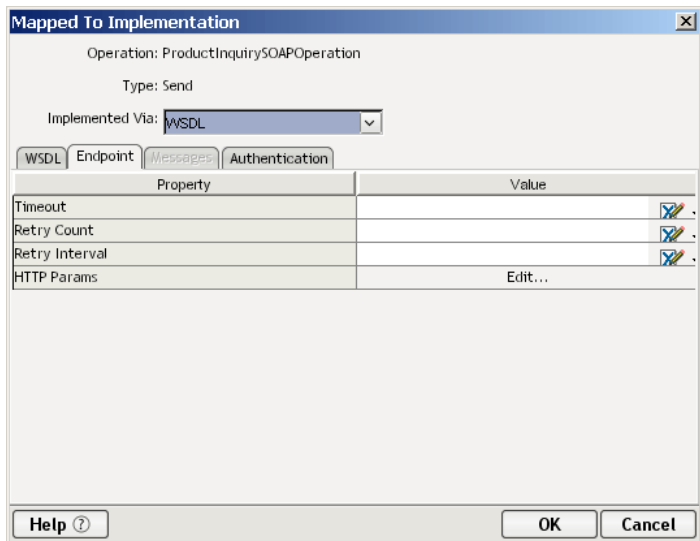 Mapped To Implementation
Operation: ProductInquirySOAPOperation
Type: Send
Implemented Via: WSDL
WSDL Endpoint Messages Authentication
Property Value
Timeout
Retry Count
Retry Interval
HTTP Params Edit...
Help ? OK Cancel